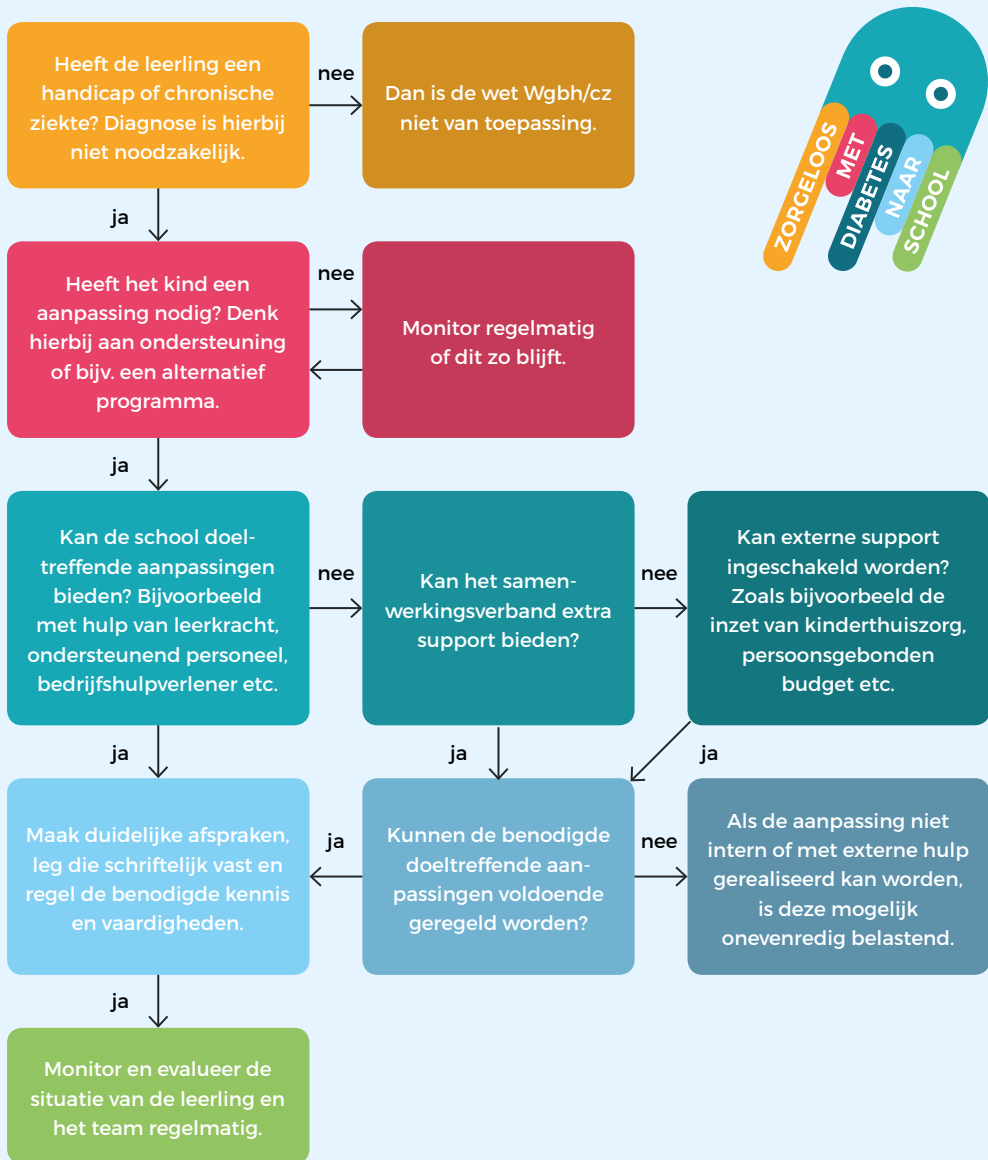 Heeft de leerling een
handicap of chronische
ziekte? Diagnose is hierbij
niet noodzakelijk.
nee
Dan is de wet Wgbh/cz
niet van toepassing.
ZORGELOOS
MET
DIABETES
NAAR
SCHOOL
ja
Heeft het kind een
aanpassing nodig? Denk
hierbij aan ondersteuning
of bijv. een alternatief
programma.
nee
Monitor regelmatig
of dit zo blijft.
ja
Kan de school doel-
treffende aanpassingen
bieden? Bijvoorbeeld
met hulp van leerkracht,
ondersteunend personeel,
bedrijfshulpverlener etc.
nee
Kan het samen-
werkingsverband extra
support bieden?
nee
Kan externe support
ingeschakeld worden?
Zoals bijvoorbeeld de
inzet van kinderthuiszorg,
persoonsgebonden
budget etc.
ja
ja
ja
Maak duidelijke afspraken,
leg die schriftelijk vast en
regel de benodigde kennis
en vaardigheden.
ja
Kunnen de benodigde
doeltreffende aan-
passingen voldoende
geregeld worden?
nee
Als de aanpassing niet
intern of met externe hulp
gerealiseerd kan worden,
is deze mogelijk
onevenredig belastend.
ja
Monitor en evalueer de
situatie van de leerling en
het team regelmatig.